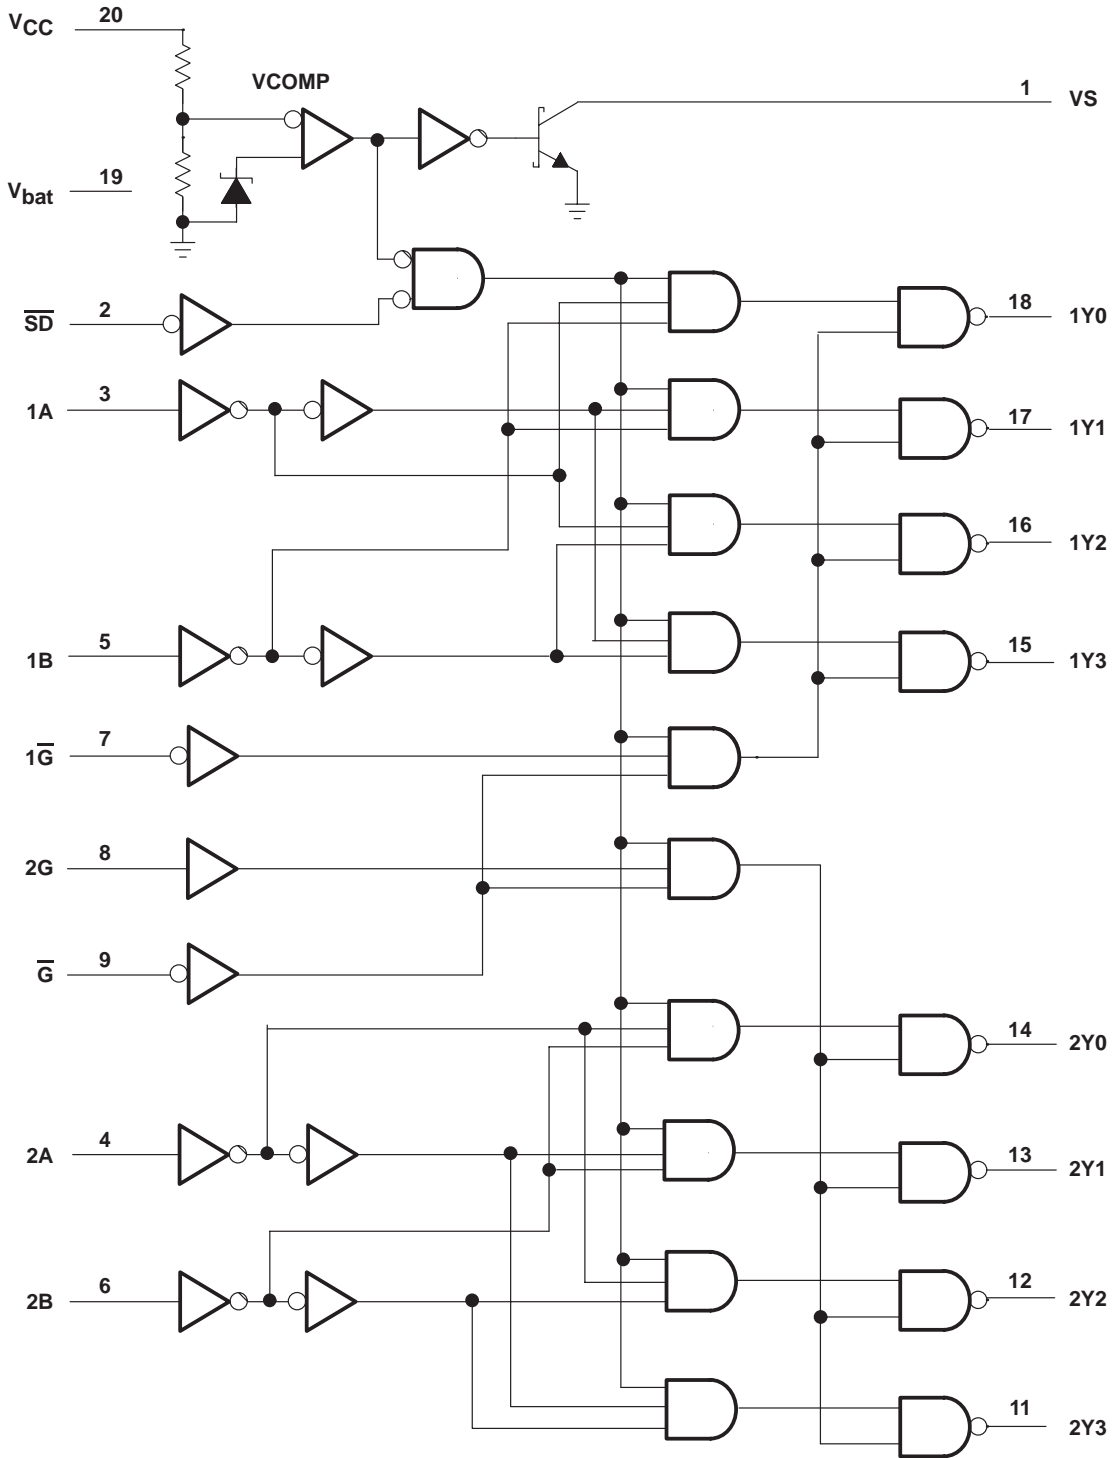 VCC 20
VCOMP
1 VS
Vbat 19
S̅D̅ 2
18 1Y0
1A 3
17 1Y1
16 1Y2
1B 5
15 1Y3
1G̅ 7
2G 8
G̅ 9
14 2Y0
2A 4
13 2Y1
2B 6
12 2Y2
11 2Y3